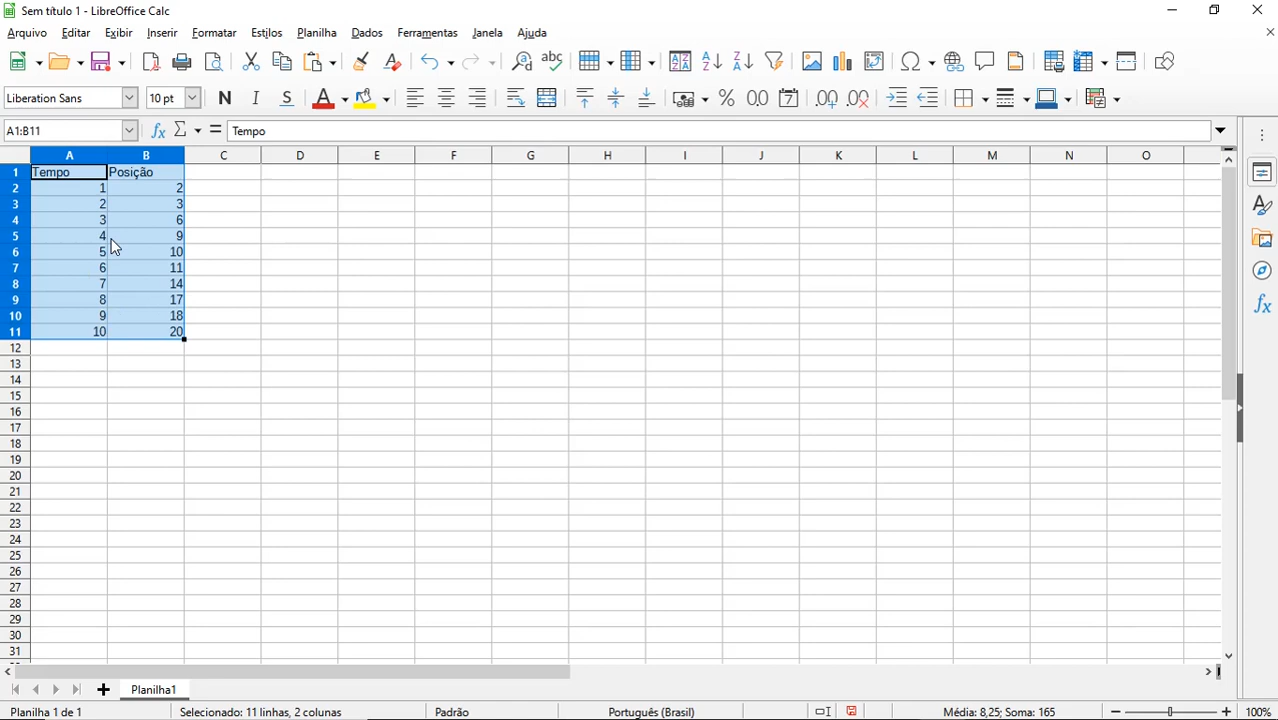 Sem título 1 - LibreOffice Calc
Arquivo Editar Exibir Inserir Formatar Estilos Planilha Dados Ferramentas Janela Ajuda
Liberation Sans 10 pt N I S
A1:B11 fx Σ = Tempo
A B C D E F G H I J K L M N O
1 Tempo Posição
2 1 2
3 2 3
4 3 6
5 4 9
6 5 10
7 6 11
8 7 14
9 8 17
10 9 18
11 10 20
12
13
14
15
16
17
18
19
20
21
22
23
24
25
26
27
28
29
30
31
Planilha1
Planilha 1 de 1 Selecionado: 11 linhas, 2 colunas Padrão Português (Brasil) Média: 8,25; Soma: 165 100%